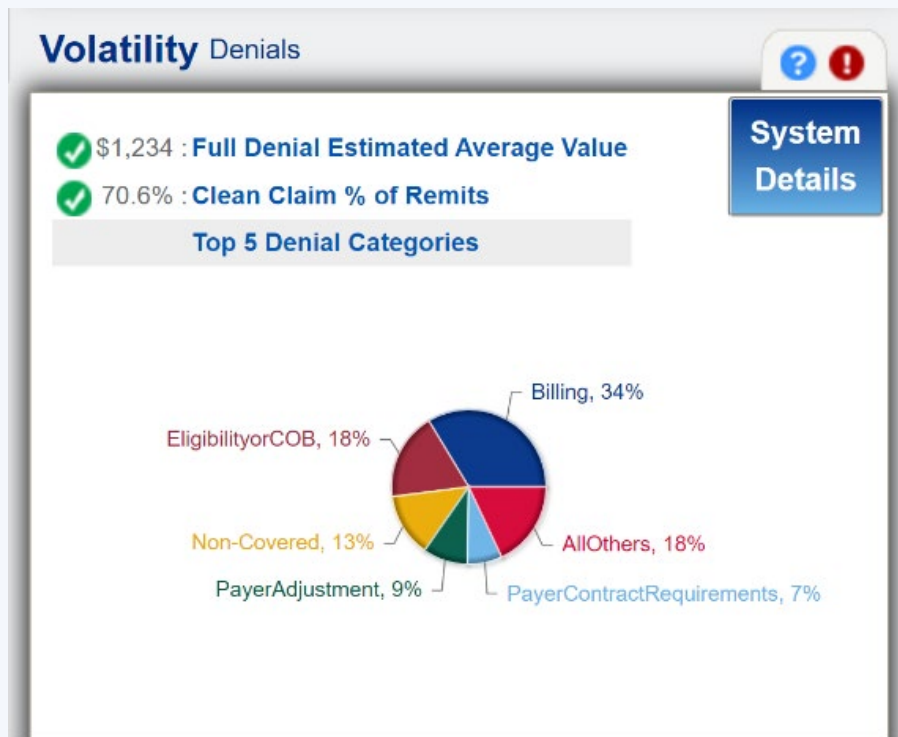 Volatility Denials
? !
System
Details
$1,234 : Full Denial Estimated Average Value
70.6% : Clean Claim % of Remits
Top 5 Denial Categories
Billing, 34%
EligibilityorCOB, 18%
Non-Covered, 13%
AllOthers, 18%
PayerAdjustment, 9%
PayerContractRequirements, 7%